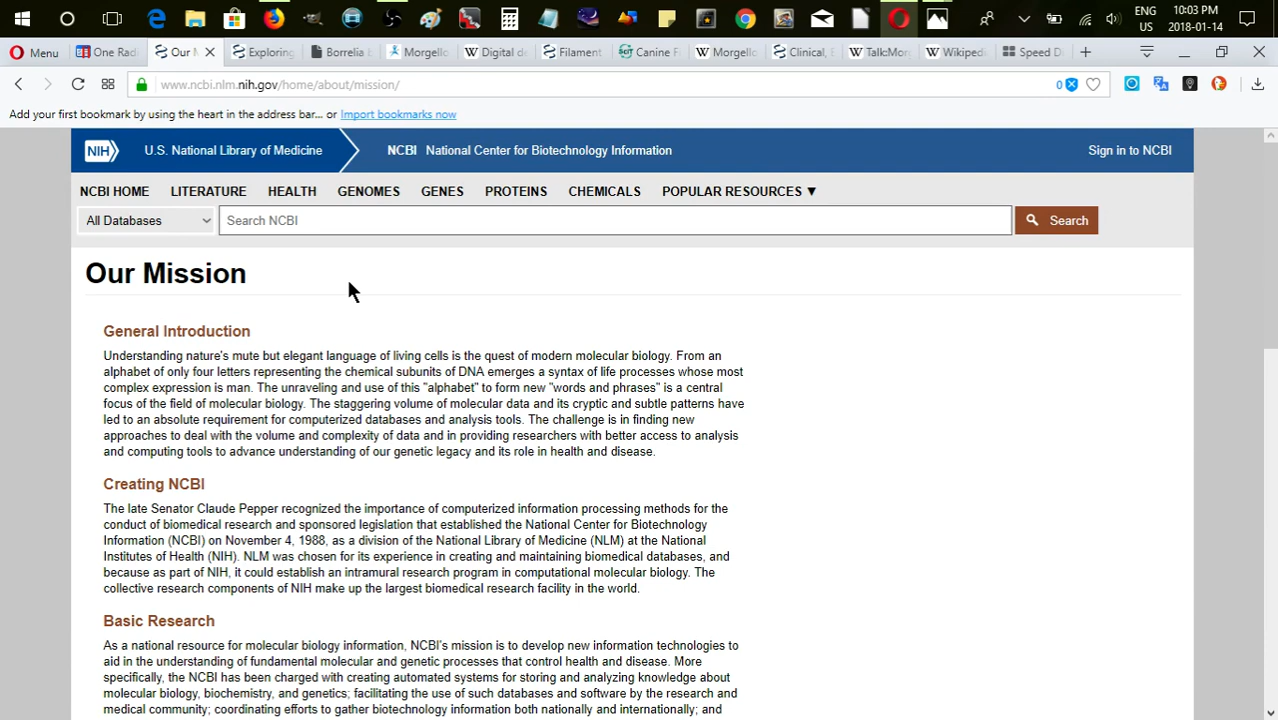 ENG
US
10:03 PM
2018-01-14
Menu
One Rad
Our M
Exploring
Borrelia
Morgello
Digital de
Filament
Canine F
Morgello
Clinical, E
Talk:Mor
Wikipedi
Speed D
www.ncbi.nlm.nih.gov/home/about/mission/
0
Add your first bookmark by using the heart in the address bar... or Import bookmarks now
NIH U.S. National Library of Medicine NCBI National Center for Biotechnology Information Sign in to NCBI
NCBI HOME LITERATURE HEALTH GENOMES GENES PROTEINS CHEMICALS POPULAR RESOURCES ▼
All Databases Search NCBI Search
Our Mission
General Introduction
Understanding nature's mute but elegant language of living cells is the quest of modern molecular biology. From an
alphabet of only four letters representing the chemical subunits of DNA emerges a syntax of life processes whose most
complex expression is man. The unraveling and use of this "alphabet" to form new "words and phrases" is a central
focus of the field of molecular biology. The staggering volume of molecular data and its cryptic and subtle patterns have
led to an absolute requirement for computerized databases and analysis tools. The challenge is in finding new
approaches to deal with the volume and complexity of data and in providing researchers with better access to analysis
and computing tools to advance understanding of our genetic legacy and its role in health and disease.
Creating NCBI
The late Senator Claude Pepper recognized the importance of computerized information processing methods for the
conduct of biomedical research and sponsored legislation that established the National Center for Biotechnology
Information (NCBI) on November 4, 1988, as a division of the National Library of Medicine (NLM) at the National
Institutes of Health (NIH). NLM was chosen for its experience in creating and maintaining biomedical databases, and
because as part of NIH, it could establish an intramural research program in computational molecular biology. The
collective research components of NIH make up the largest biomedical research facility in the world.
Basic Research
As a national resource for molecular biology information, NCBI's mission is to develop new information technologies to
aid in the understanding of fundamental molecular and genetic processes that control health and disease. More
specifically, the NCBI has been charged with creating automated systems for storing and analyzing knowledge about
molecular biology, biochemistry, and genetics; facilitating the use of such databases and software by the research and
medical community; coordinating efforts to gather biotechnology information both nationally and internationally; and